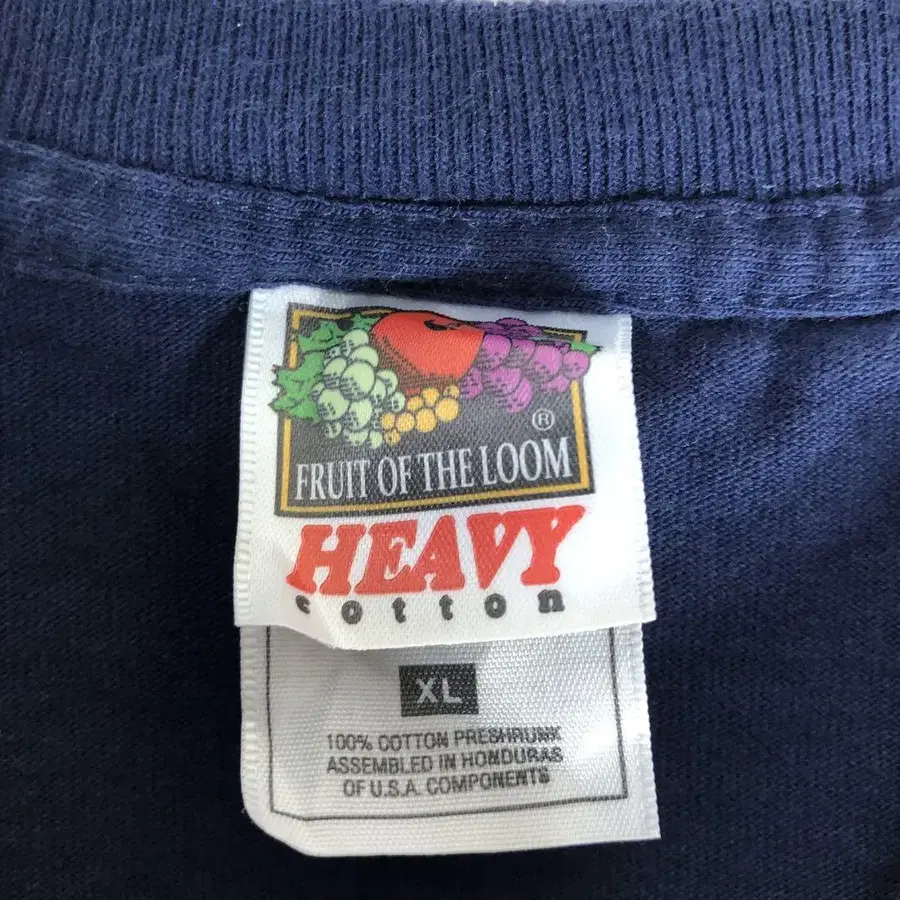 ®
FRUIT OF THE LOOM
HEAVY
cotton
XL
100% COTTON PRESHRUNK
ASSEMBLED IN HONDURAS
OF U.S.A. COMPONENTS